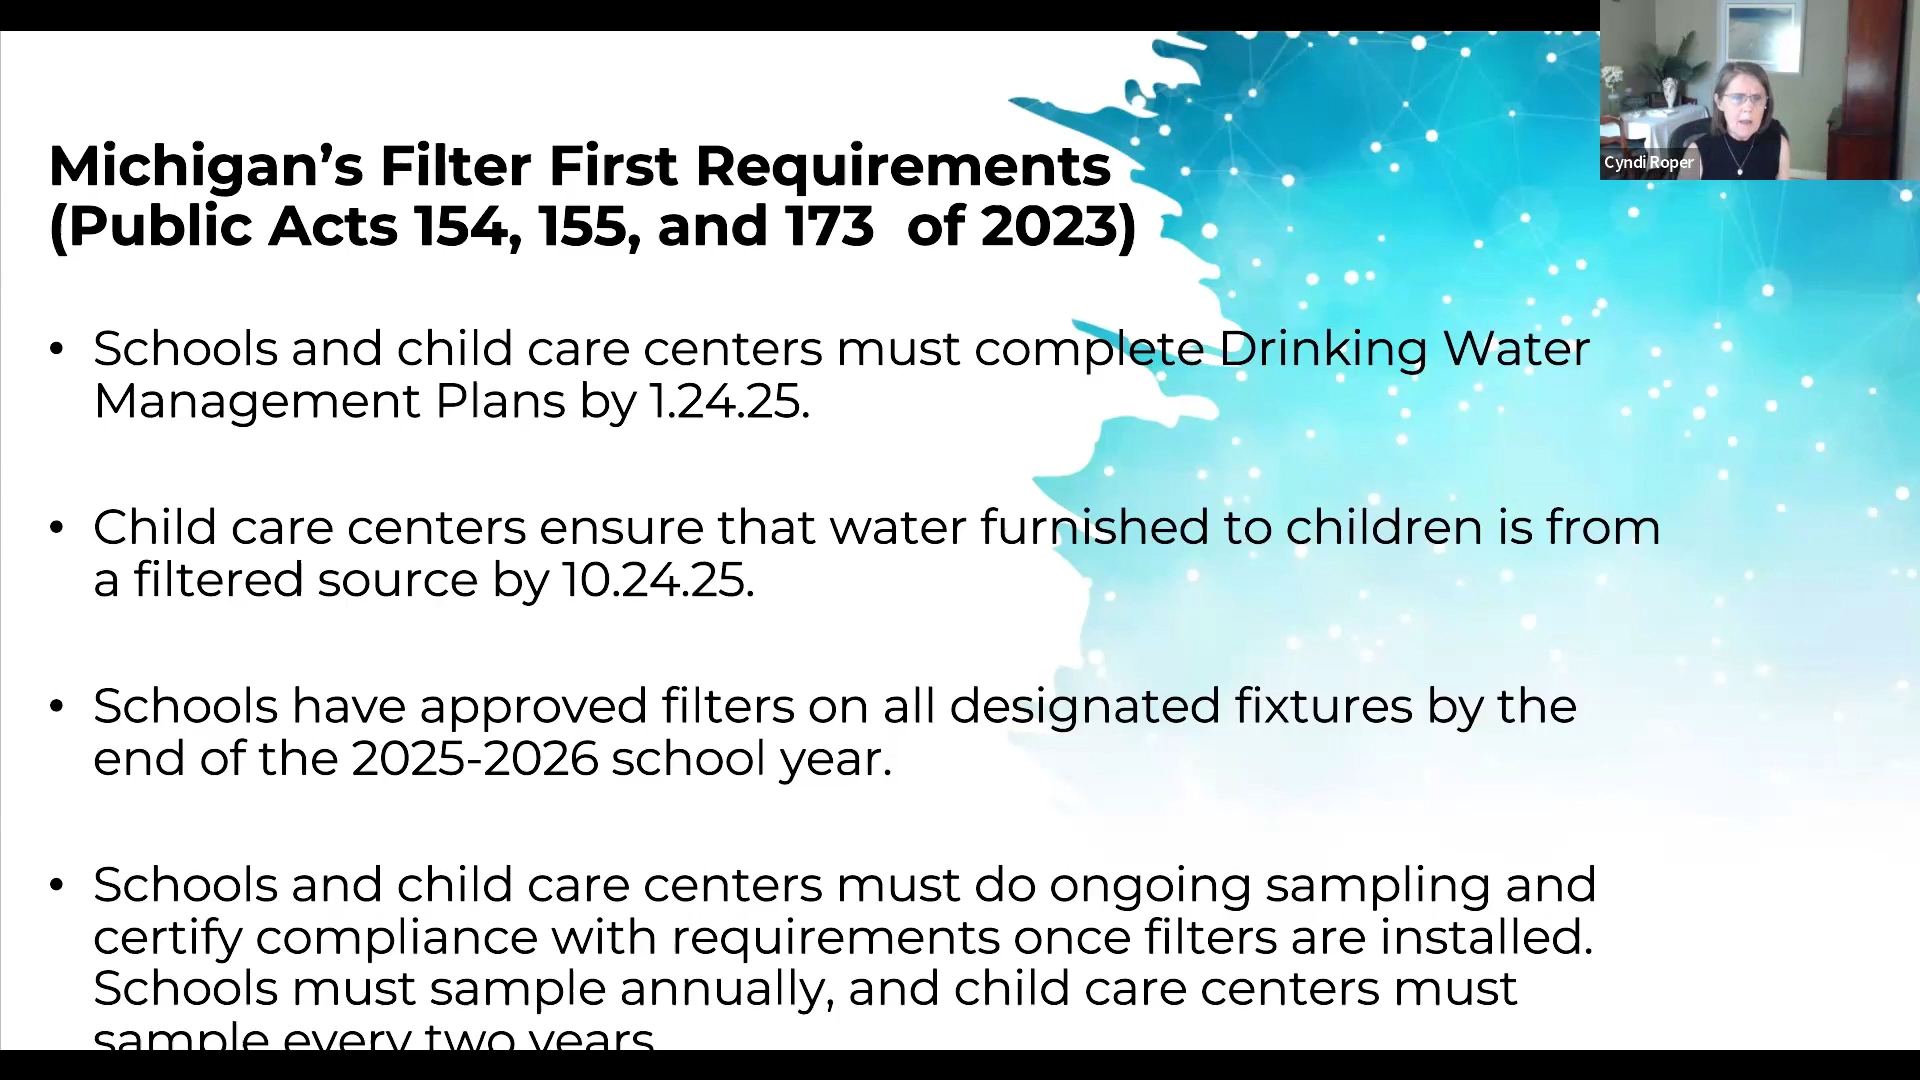 Michigan’s Filter First Requirements
(Public Acts 154, 155, and 173  of 2023)
Cyndi Roper
• Schools and child care centers must complete Drinking Water
Management Plans by 1.24.25.
• Child care centers ensure that water furnished to children is from
a filtered source by 10.24.25.
• Schools have approved filters on all designated fixtures by the
end of the 2025-2026 school year.
• Schools and child care centers must do ongoing sampling and
certify compliance with requirements once filters are installed.
Schools must sample annually, and child care centers must
sample every two years